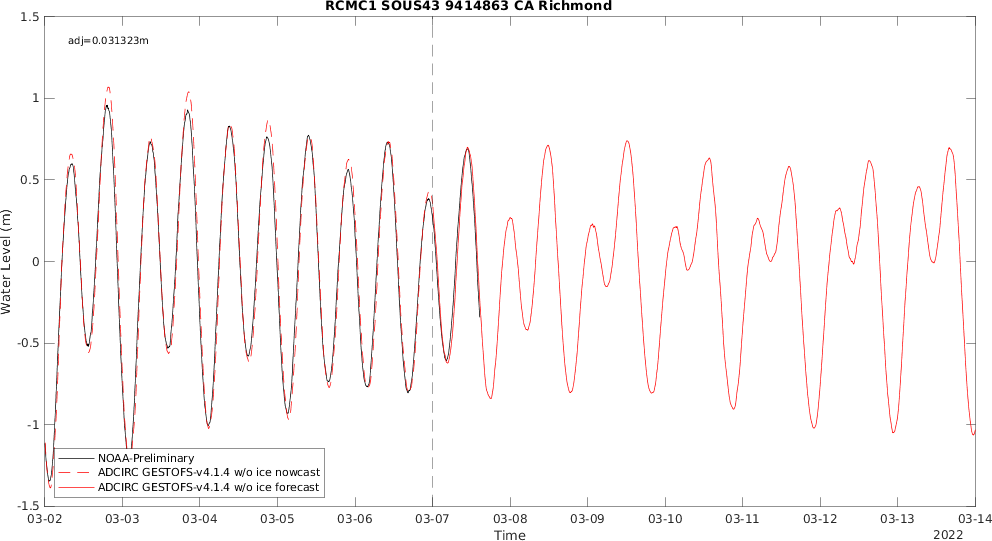 RCMC1 SOUS43 9414863 CA Richmond
1.5
adj=0.031323m
1
0.5
0
-0.5
-1
-1.5
Water Level (m)
NOAA-Preliminary
ADCIRC GESTOFS-v4.1.4 w/o ice nowcast
ADCIRC GESTOFS-v4.1.4 w/o ice forecast
03-02 03-03 03-04 03-05 03-06 03-07 03-08 03-09 03-10 03-11 03-12 03-13 03-14
Time
2022